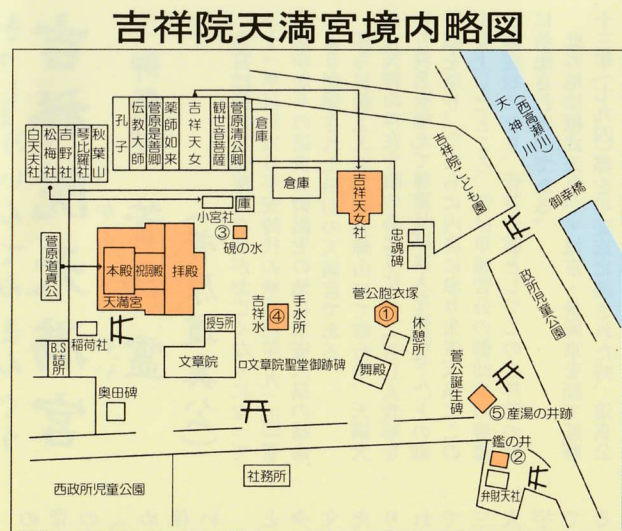 吉祥院天満宮境内略図
秋葉山
琴比羅社
吉野社
松梅社
白天夫社
菅原清公卿
観世音菩薩
吉祥天女
薬師如来
菅原是善卿
伝教大師
孔子
倉庫
倉庫
庫
小宮社
③
硯の水
吉祥天女社
忠魂碑
吉祥院こども園
天神川
(西高瀬川)
御幸橋
政所児童公園
菅原道真公
本殿
祝詞殿
拝殿
天満宮
稲荷社
B.S
詰所
奥田碑
授与所
文章院
吉祥水
④
手水所
ロ文章院聖堂御跡碑
菅公胞衣塚
①
休憩所
舞殿
菅公誕生碑
⑤産湯の井跡
鑑の井
②
弁財天社
社務所
西政所児童公園